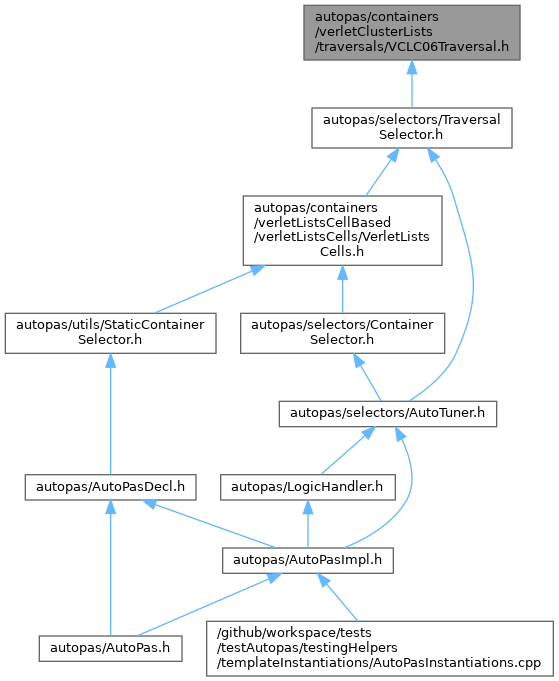 autopas/containers
/verletClusterLists
/traversals/VCLC06Traversal.h
autopas/selectors/Traversal
Selector.h
autopas/containers
/verletListsCellBased
/verletListsCells/VerletLists
Cells.h
autopas/utils/StaticContainer
Selector.h
autopas/selectors/Container
Selector.h
autopas/selectors/AutoTuner.h
autopas/AutoPasDecl.h
autopas/LogicHandler.h
autopas/AutoPasImpl.h
autopas/AutoPas.h
/github/workspace/tests
/testAutopas/testingHelpers
/templateInstantiations/AutoPasInstantiations.cpp